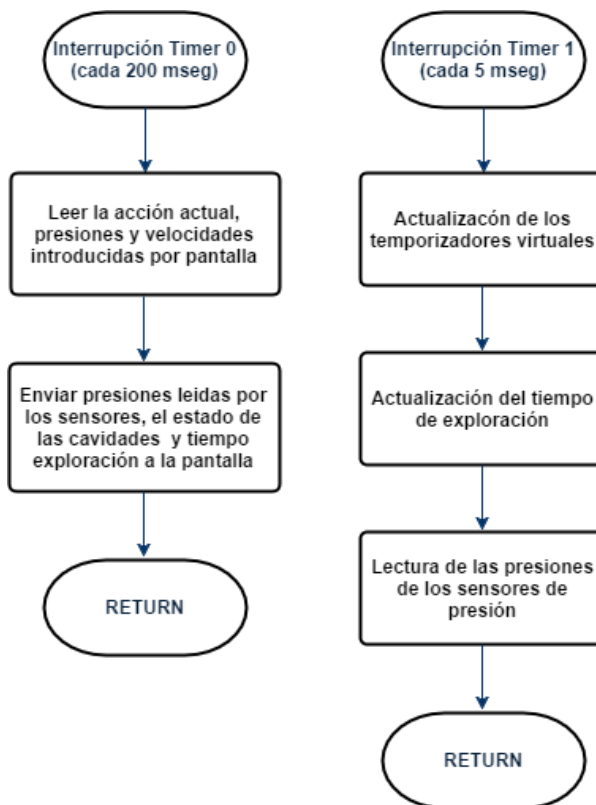 Interrupción Timer 0
(cada 200 mseg)
Leer la acción actual,
presiones y velocidades
introducidas por pantalla
Enviar presiones leidas por
los sensores, el estado de
las cavidades y tiempo
exploración a la pantalla
RETURN
Interrupción Timer 1
(cada 5 mseg)
Actualizacón de los
temporizadores virtuales
Actualización del tiempo
de exploración
Lectura de las presiones
de los sensores de
presión
RETURN